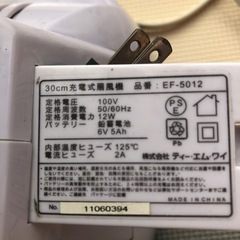 30cm充電式扇風機 品番：EF-5012
定格電圧 100V
定格周波数 50/60Hz
定格消費電力 12W
バッテリー 鉛蓄電池
6V 5Ah
PSE
Pb
内部温度ヒューズ 125℃
電流ヒューズ 2A
株式会社 ティー・エム・ワイ
MADE IN CHINA
No. 11060394